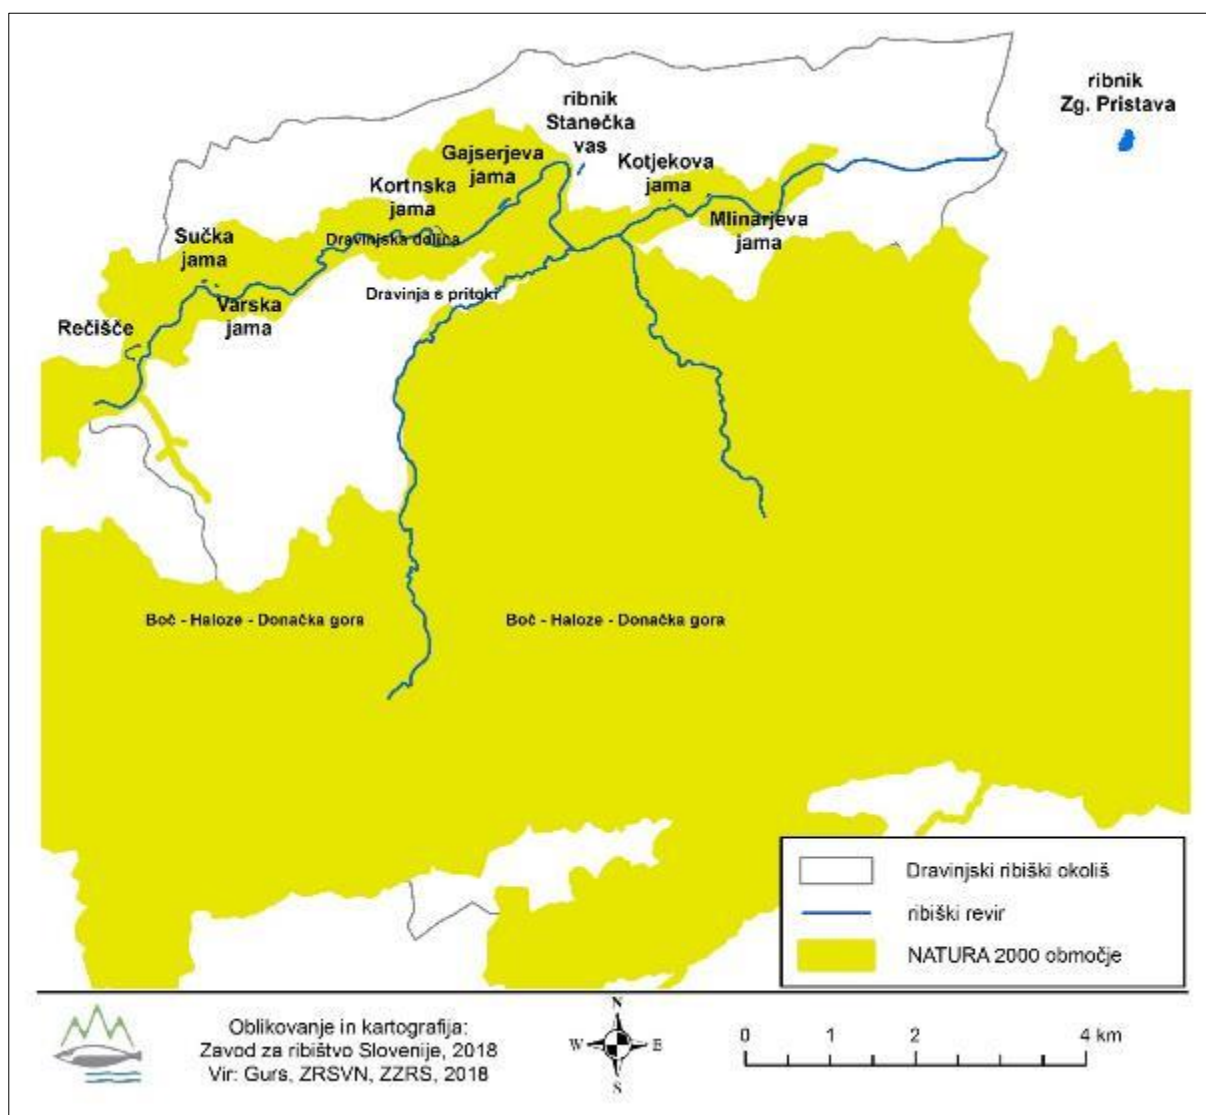 ribnik
Zg. Pristava
ribnik
Stanečka
vas
Gajserjeva
jama
Kotjekova
jama
Kortnska
jama
Mlinarjeva
jama
Sučka
jama
Dravinjska dolina
Dravinja s pritoki
Varska
jama
Rečišče
Boč - Haloze - Donačka gora
Boč - Haloze - Donačka gora
Dravinjski ribiški okoliš
ribiški revir
NATURA 2000 območje
Oblikovanje in kartografija:
Zavod za ribištvo Slovenije, 2018
Vir: Gurs, ZRSVN, ZZRS, 2018
N
W E
S
0 1 2 4 km